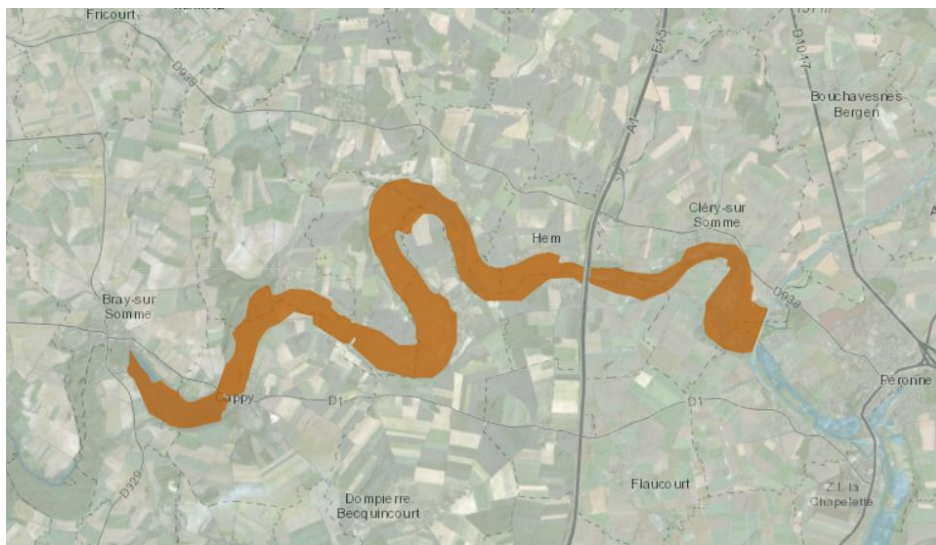 Fricourt
D938
E15
D1017
Bouchavesnes-
Bergen
A1
Cléry-sur
Somme
Hem
Bray-sur
Somme
D938
Péronne
Cappy
D1
D1
D329
Flaucourt
Z.I. la
Chapelette
Dompierre
Becquincourt